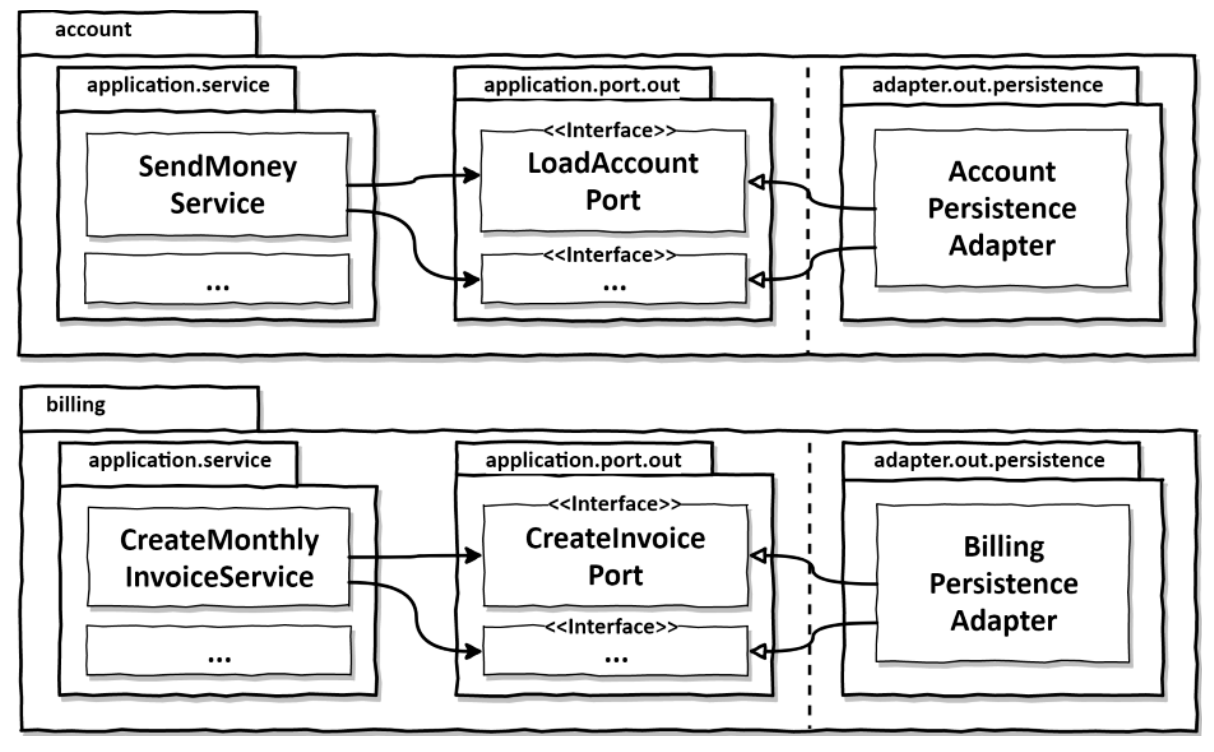 account
application.service
application.port.out
adapter.out.persistence
SendMoney
Service
...
<<Interface>>
LoadAccount
Port
<<Interface>>
...
Account
Persistence
Adapter
billing
application.service
application.port.out
adapter.out.persistence
CreateMonthly
InvoiceService
...
<<Interface>>
CreateInvoice
Port
<<Interface>>
...
Billing
Persistence
Adapter